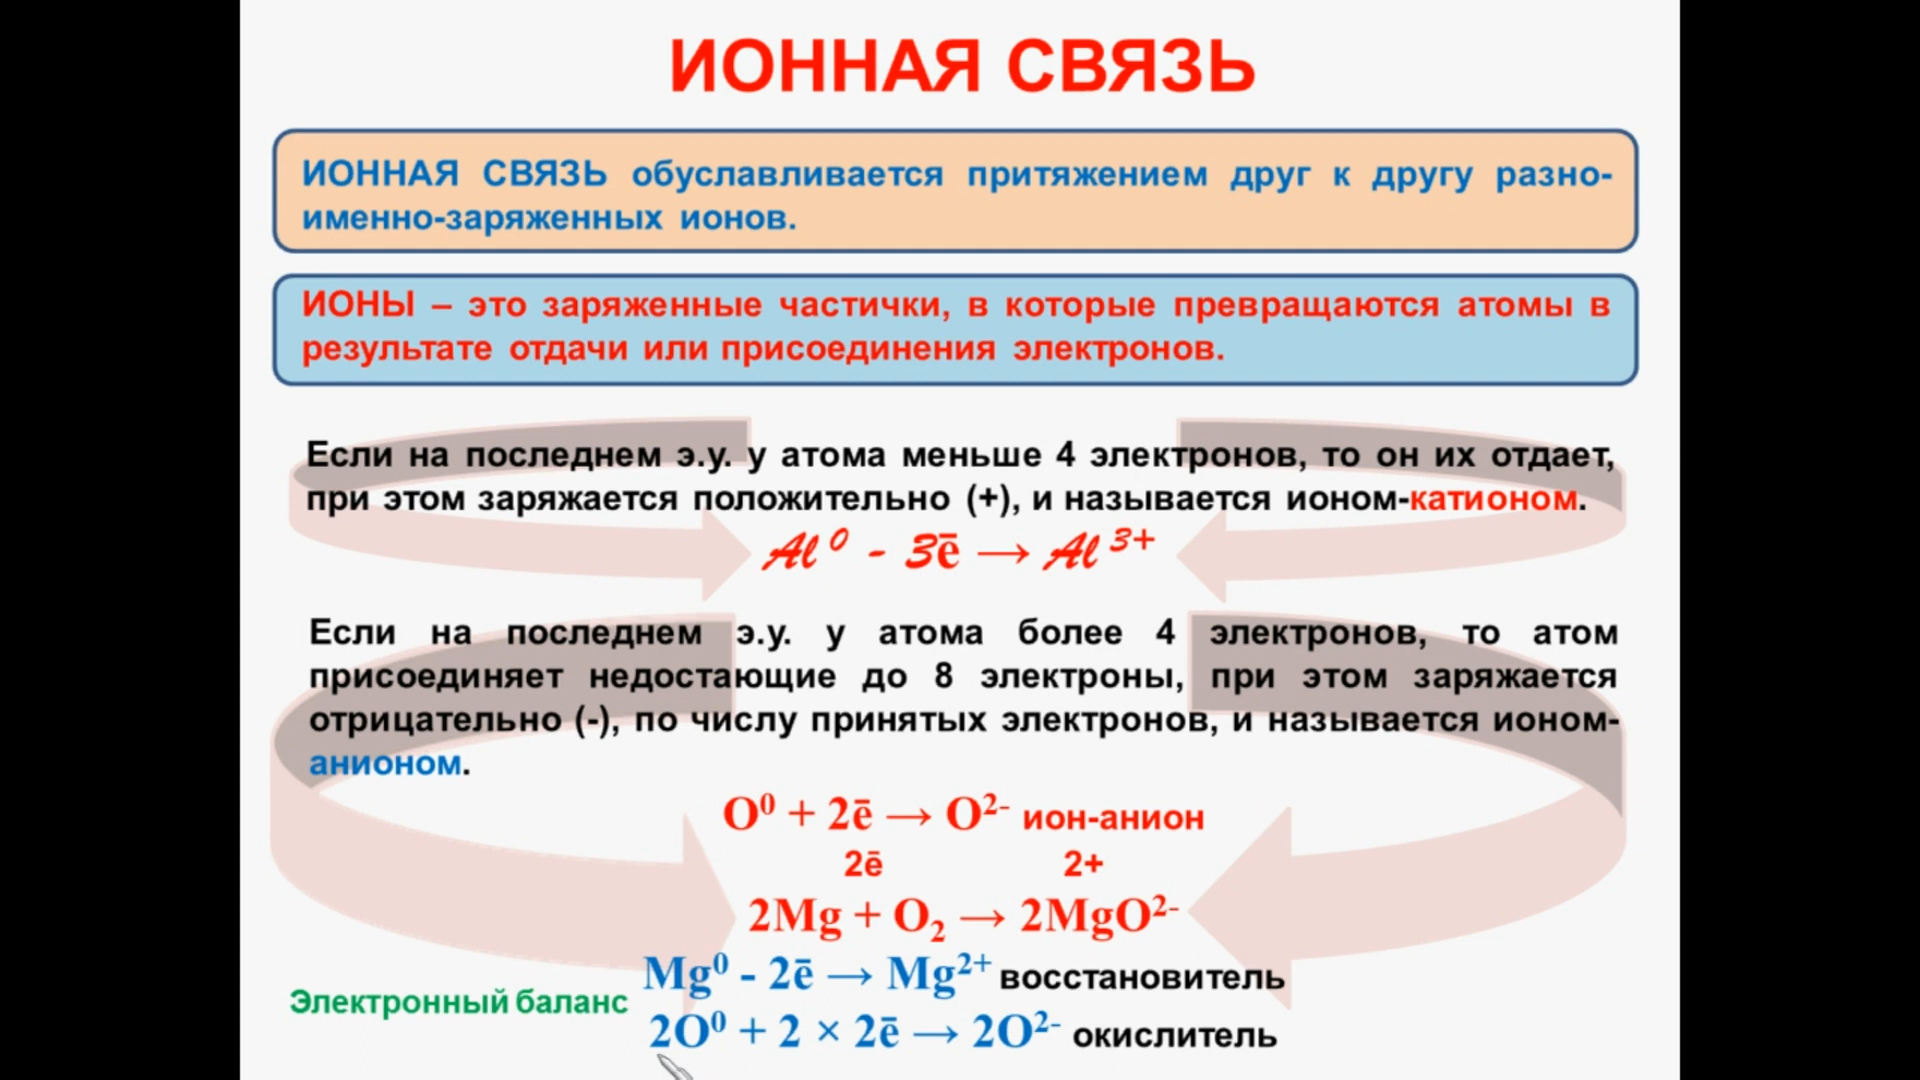 ИОННАЯ СВЯЗЬ
ИОННАЯ СВЯЗЬ обуславливается притяжением друг к другу разно-
именно-заряженных ионов.
ИОНЫ – это заряженные частички, в которые превращаются атомы в
результате отдачи или присоединения электронов.
Если на последнем э.у. у атома меньше 4 электронов, то он их отдает,
при этом заряжается положительно (+), и называется ионом-катионом.
Al⁰ - 3ē → Al³⁺
Если на последнем э.у. у атома более 4 электронов, то атом
присоединяет недостающие до 8 электроны, при этом заряжается
отрицательно (-), по числу принятых электронов, и называется ионом-
анионом.
O⁰ + 2ē → O²⁻ ион-анион
2ē 2+
2Mg + O₂ → 2MgO²⁻
Mg⁰ - 2ē → Mg²⁺ восстановитель
Электронный баланс
2O⁰ + 2 × 2ē → 2O²⁻ окислитель